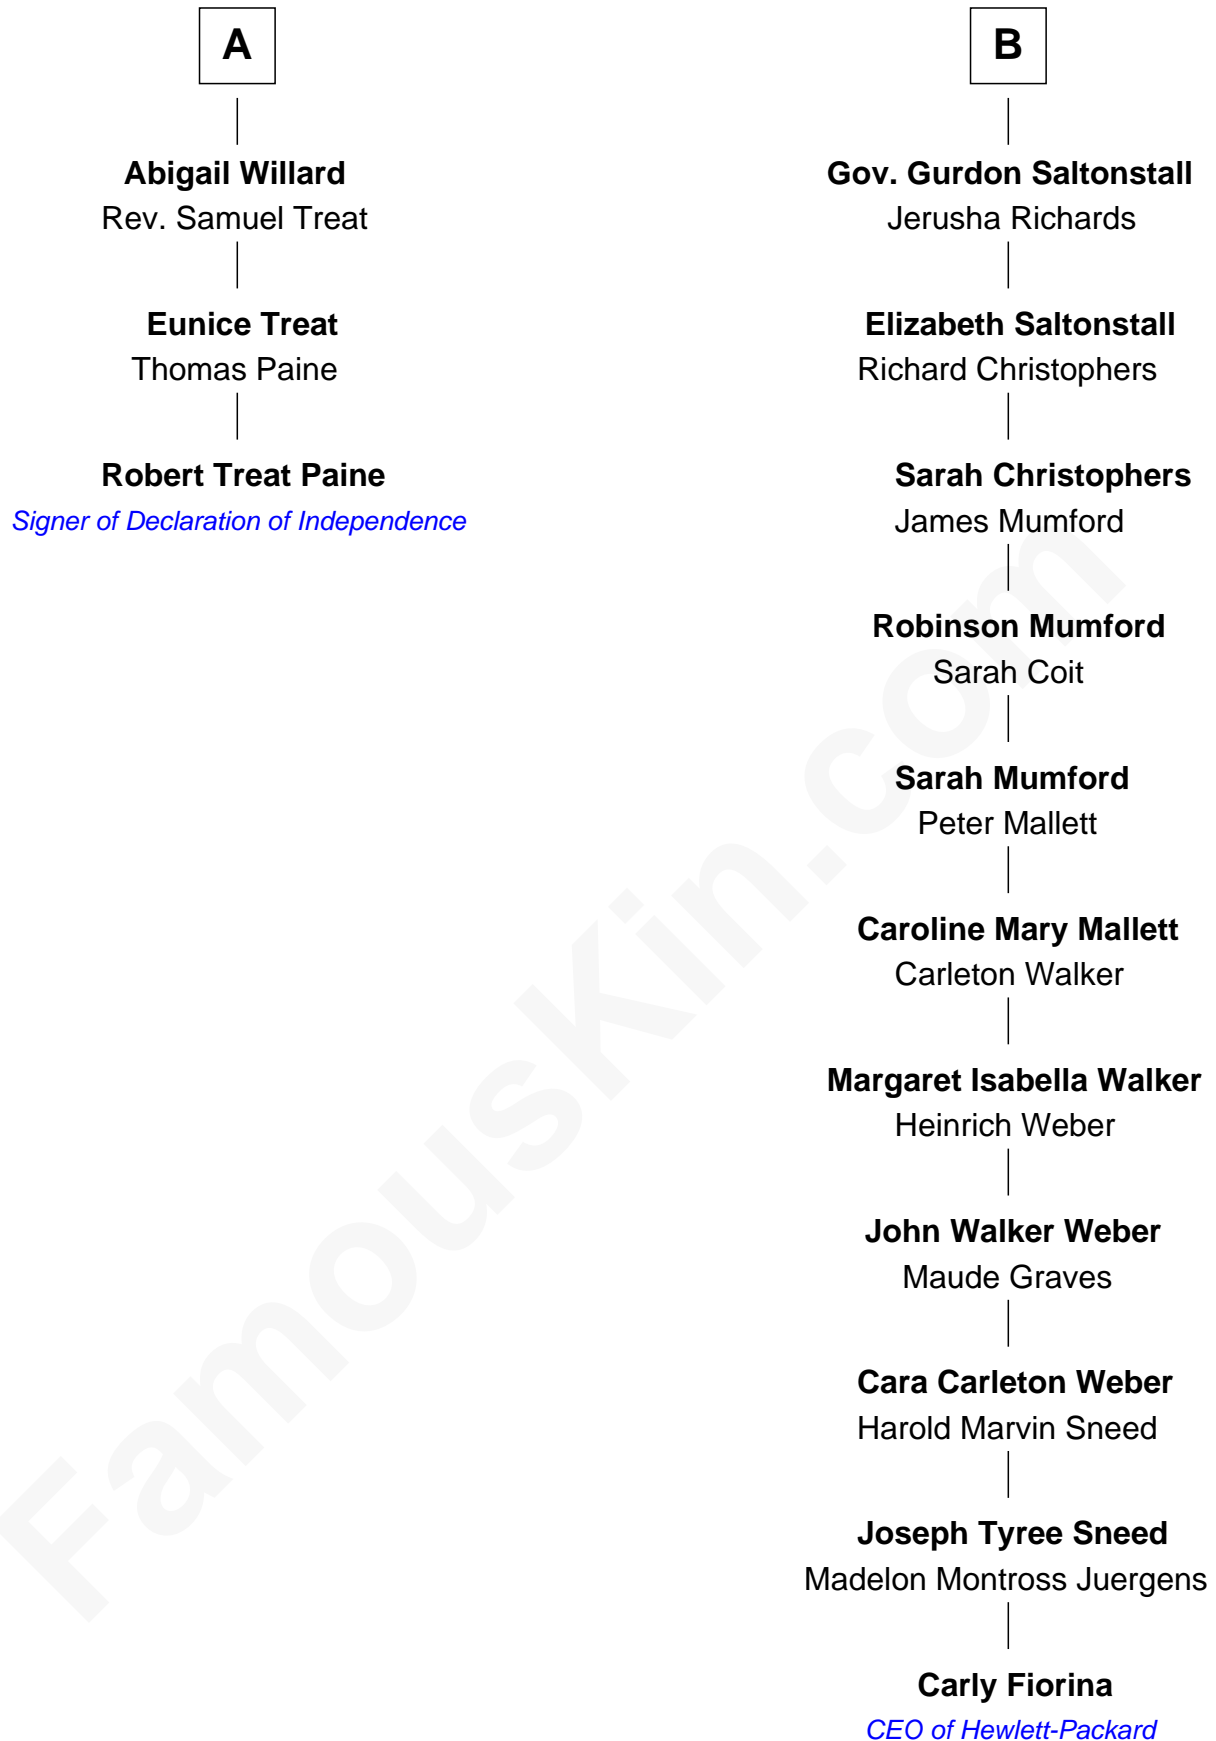 A
Abigail Willard
Rev. Samuel Treat
Eunice Treat
Thomas Paine
Robert Treat Paine
Signer of Declaration of Independence
B
Gov. Gurdon Saltonstall
Jerusha Richards
Elizabeth Saltonstall
Richard Christophers
Sarah Christophers
James Mumford
Robinson Mumford
Sarah Coit
Sarah Mumford
Peter Mallett
Caroline Mary Mallett
Carleton Walker
Margaret Isabella Walker
Heinrich Weber
John Walker Weber
Maude Graves
Cara Carleton Weber
Harold Marvin Sneed
Joseph Tyree Sneed
Madelon Montross Juergens
Carly Fiorina
CEO of Hewlett-Packard
FamousKin.com